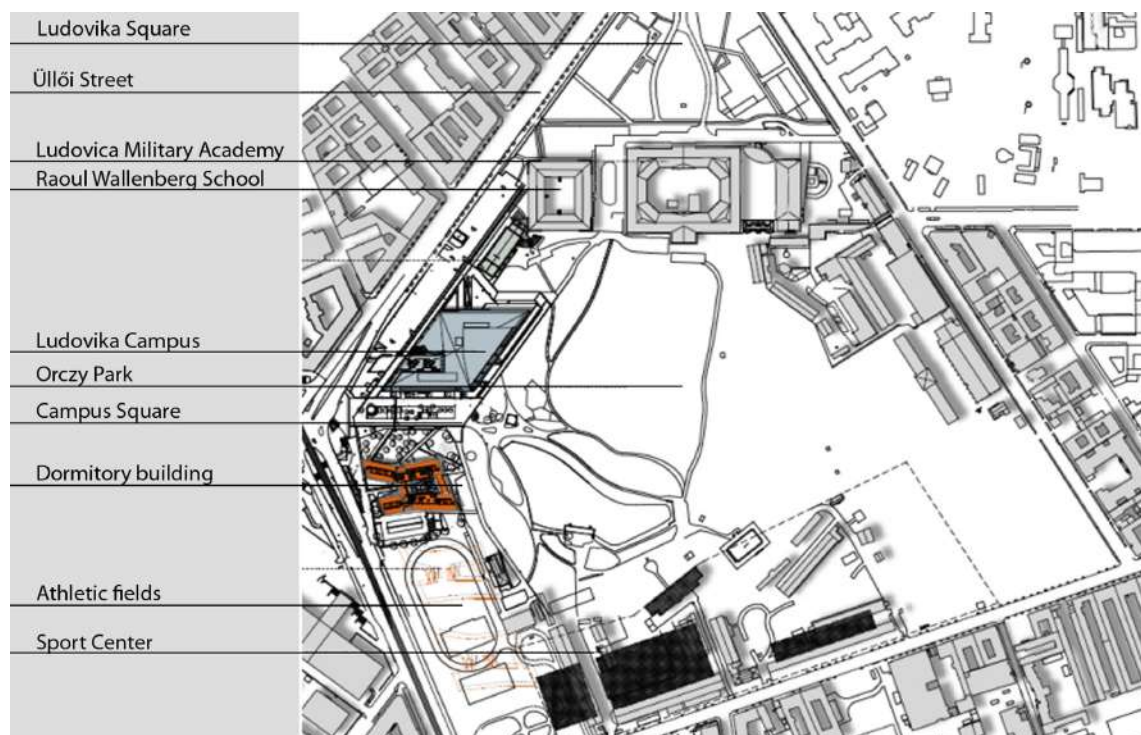 Ludovika Square
Üllői Street
Ludovica Military Academy
Raoul Wallenberg School
Ludovika Campus
Orczy Park
Campus Square
Dormitory building
Athletic fields
Sport Center